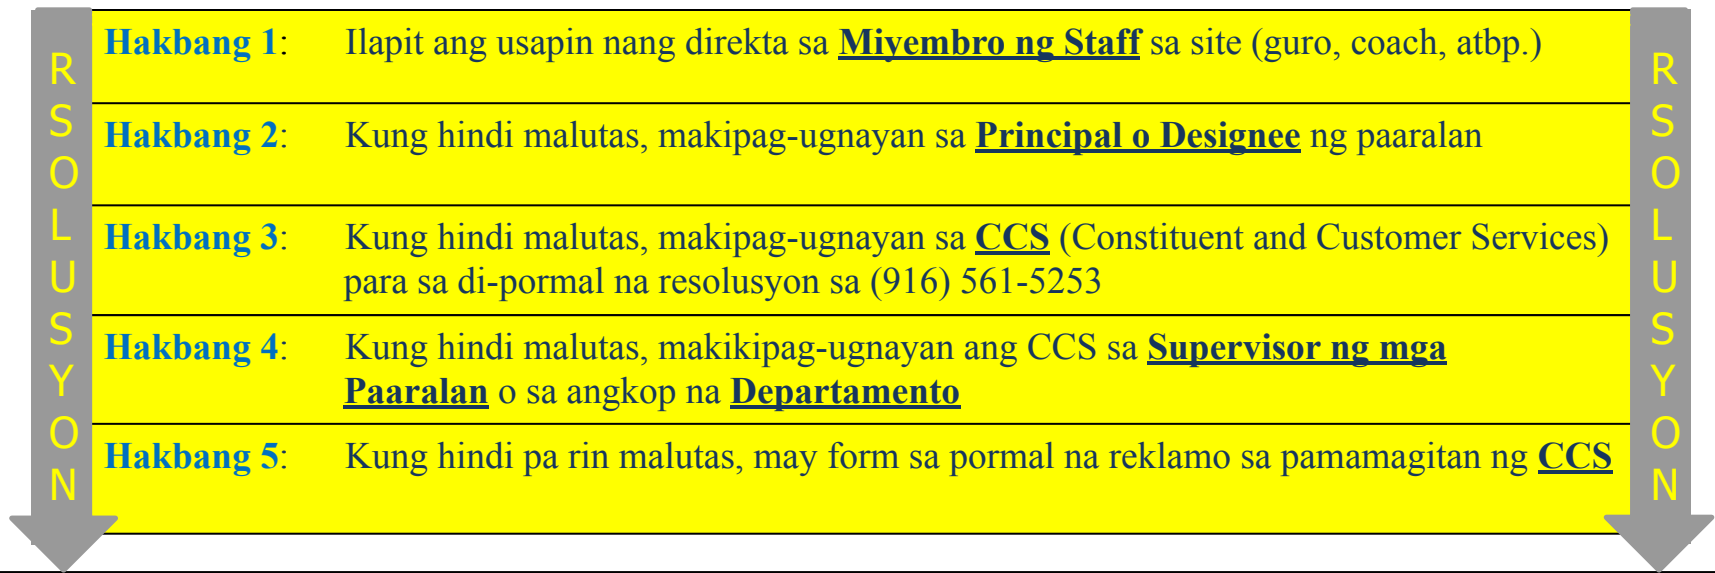 R
S
O
L
U
S
Y
O
N
Hakbang 1: Ilapit ang usapin nang direkta sa Miyembro ng Staff sa site (guro, coach, atbp.)
Hakbang 2: Kung hindi malutas, makipag-ugnayan sa Principal o Designee ng paaralan
Hakbang 3: Kung hindi malutas, makipag-ugnayan sa CCS (Constituent and Customer Services)
para sa di-pormal na resolusyon sa (916) 561-5253
Hakbang 4: Kung hindi malutas, makikipag-ugnayan ang CCS sa Supervisor ng mga
Paaralan o sa angkop na Departamento
Hakbang 5: Kung hindi pa rin malutas, may form sa pormal na reklamo sa pamamagitan ng CCS
R
S
O
L
U
S
Y
O
N